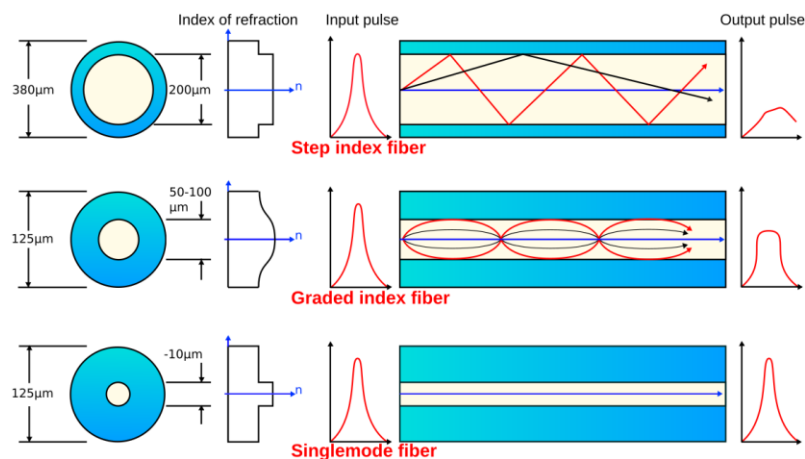 Index of refraction
Input pulse
Output pulse
380µm
200µm
n
Step index fiber
50-100
µm
125µm
n
Graded index fiber
-10µm
125µm
n
Singlemode fiber